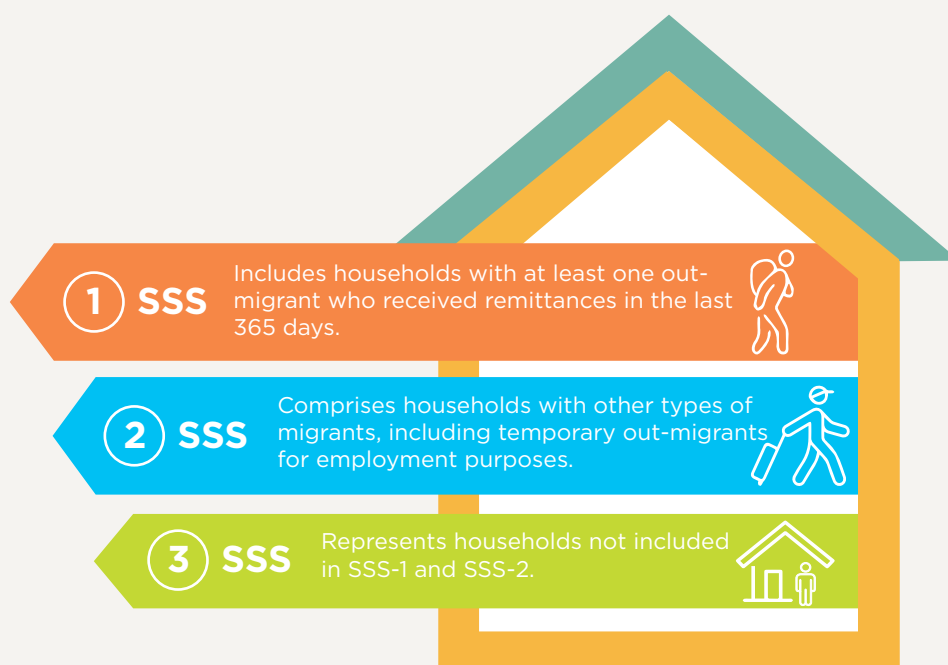 1 SSS
Includes households with at least one out-
migrant who received remittances in the last
365 days.
2 SSS
Comprises households with other types of
migrants, including temporary out-migrants
for employment purposes.
3 SSS
Represents households not included
in SSS-1 and SSS-2.